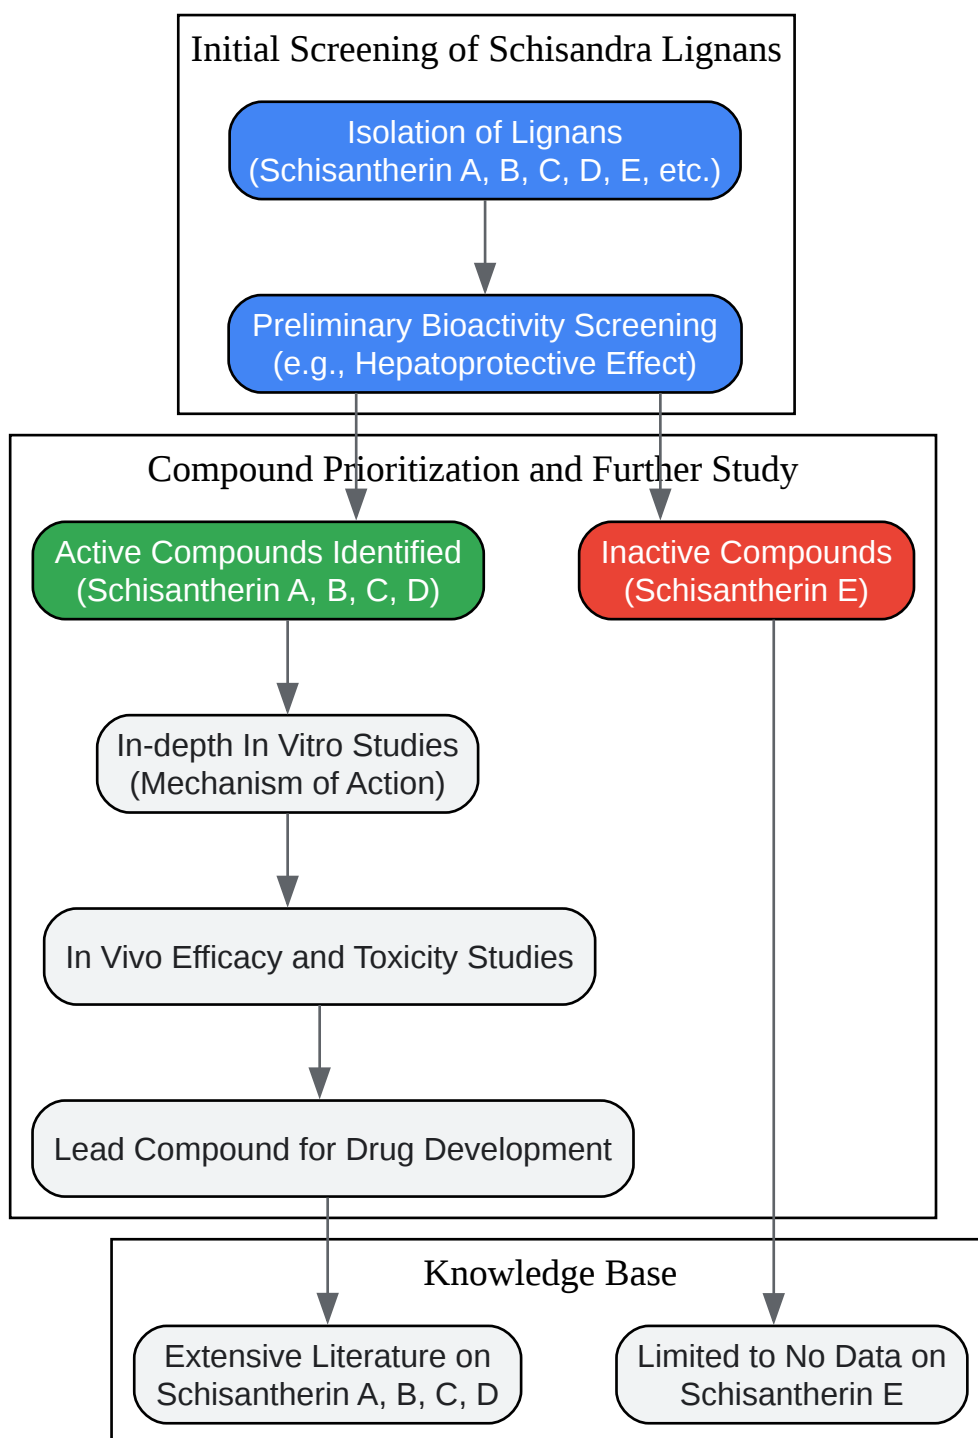 Initial Screening of Schisandra Lignans
Isolation of Lignans
(Schisantherin A, B, C, D, E, etc.)
Preliminary Bioactivity Screening
(e.g., Hepatoprotective Effect)
Compound Prioritization and Further Study
Active Compounds Identified
(Schisantherin A, B, C, D)
Inactive Compounds
(Schisantherin E)
In-depth In Vitro Studies
(Mechanism of Action)
In Vivo Efficacy and Toxicity Studies
Lead Compound for Drug Development
Knowledge Base
Extensive Literature on
Schisantherin A, B, C, D
Limited to No Data on
Schisantherin E